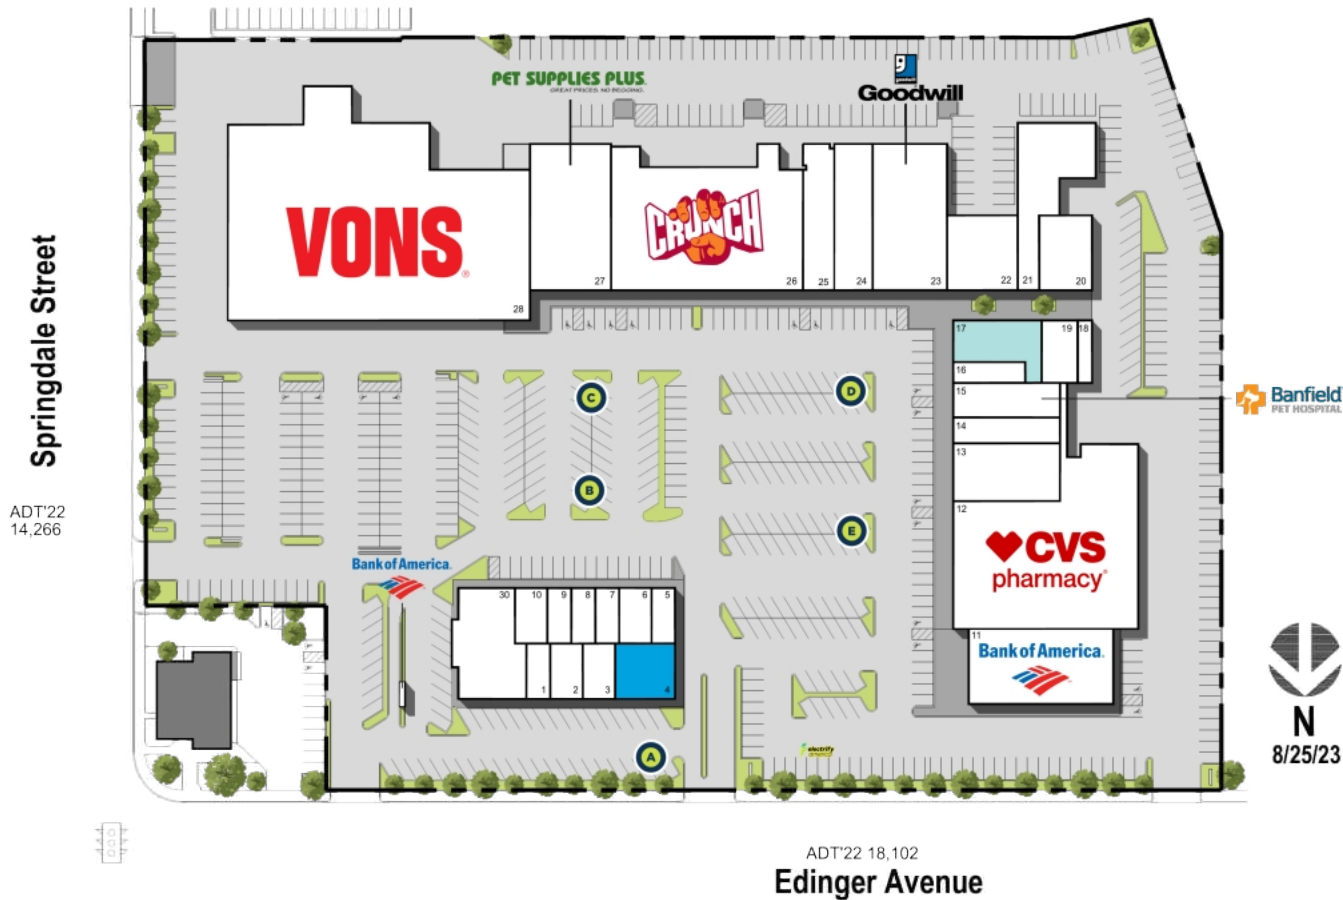 PET SUPPLIES PLUS.
GREAT PRICES. NO BEGGING.
Goodwill
VONS
CRUNCH
28
27
26
25
24
23
22
21
20
17
19
18
16
15
14
13
12
Banfield
PET HOSPITAL
CVS
pharmacy
11
Bank of America.
Springdale Street
ADT'22
14,266
C
D
B
E
A
Bank of America.
30
10
9
8
7
6
5
1
2
3
4
electrify
america
N
8/25/23
ADT'22 18,102
Edinger Avenue